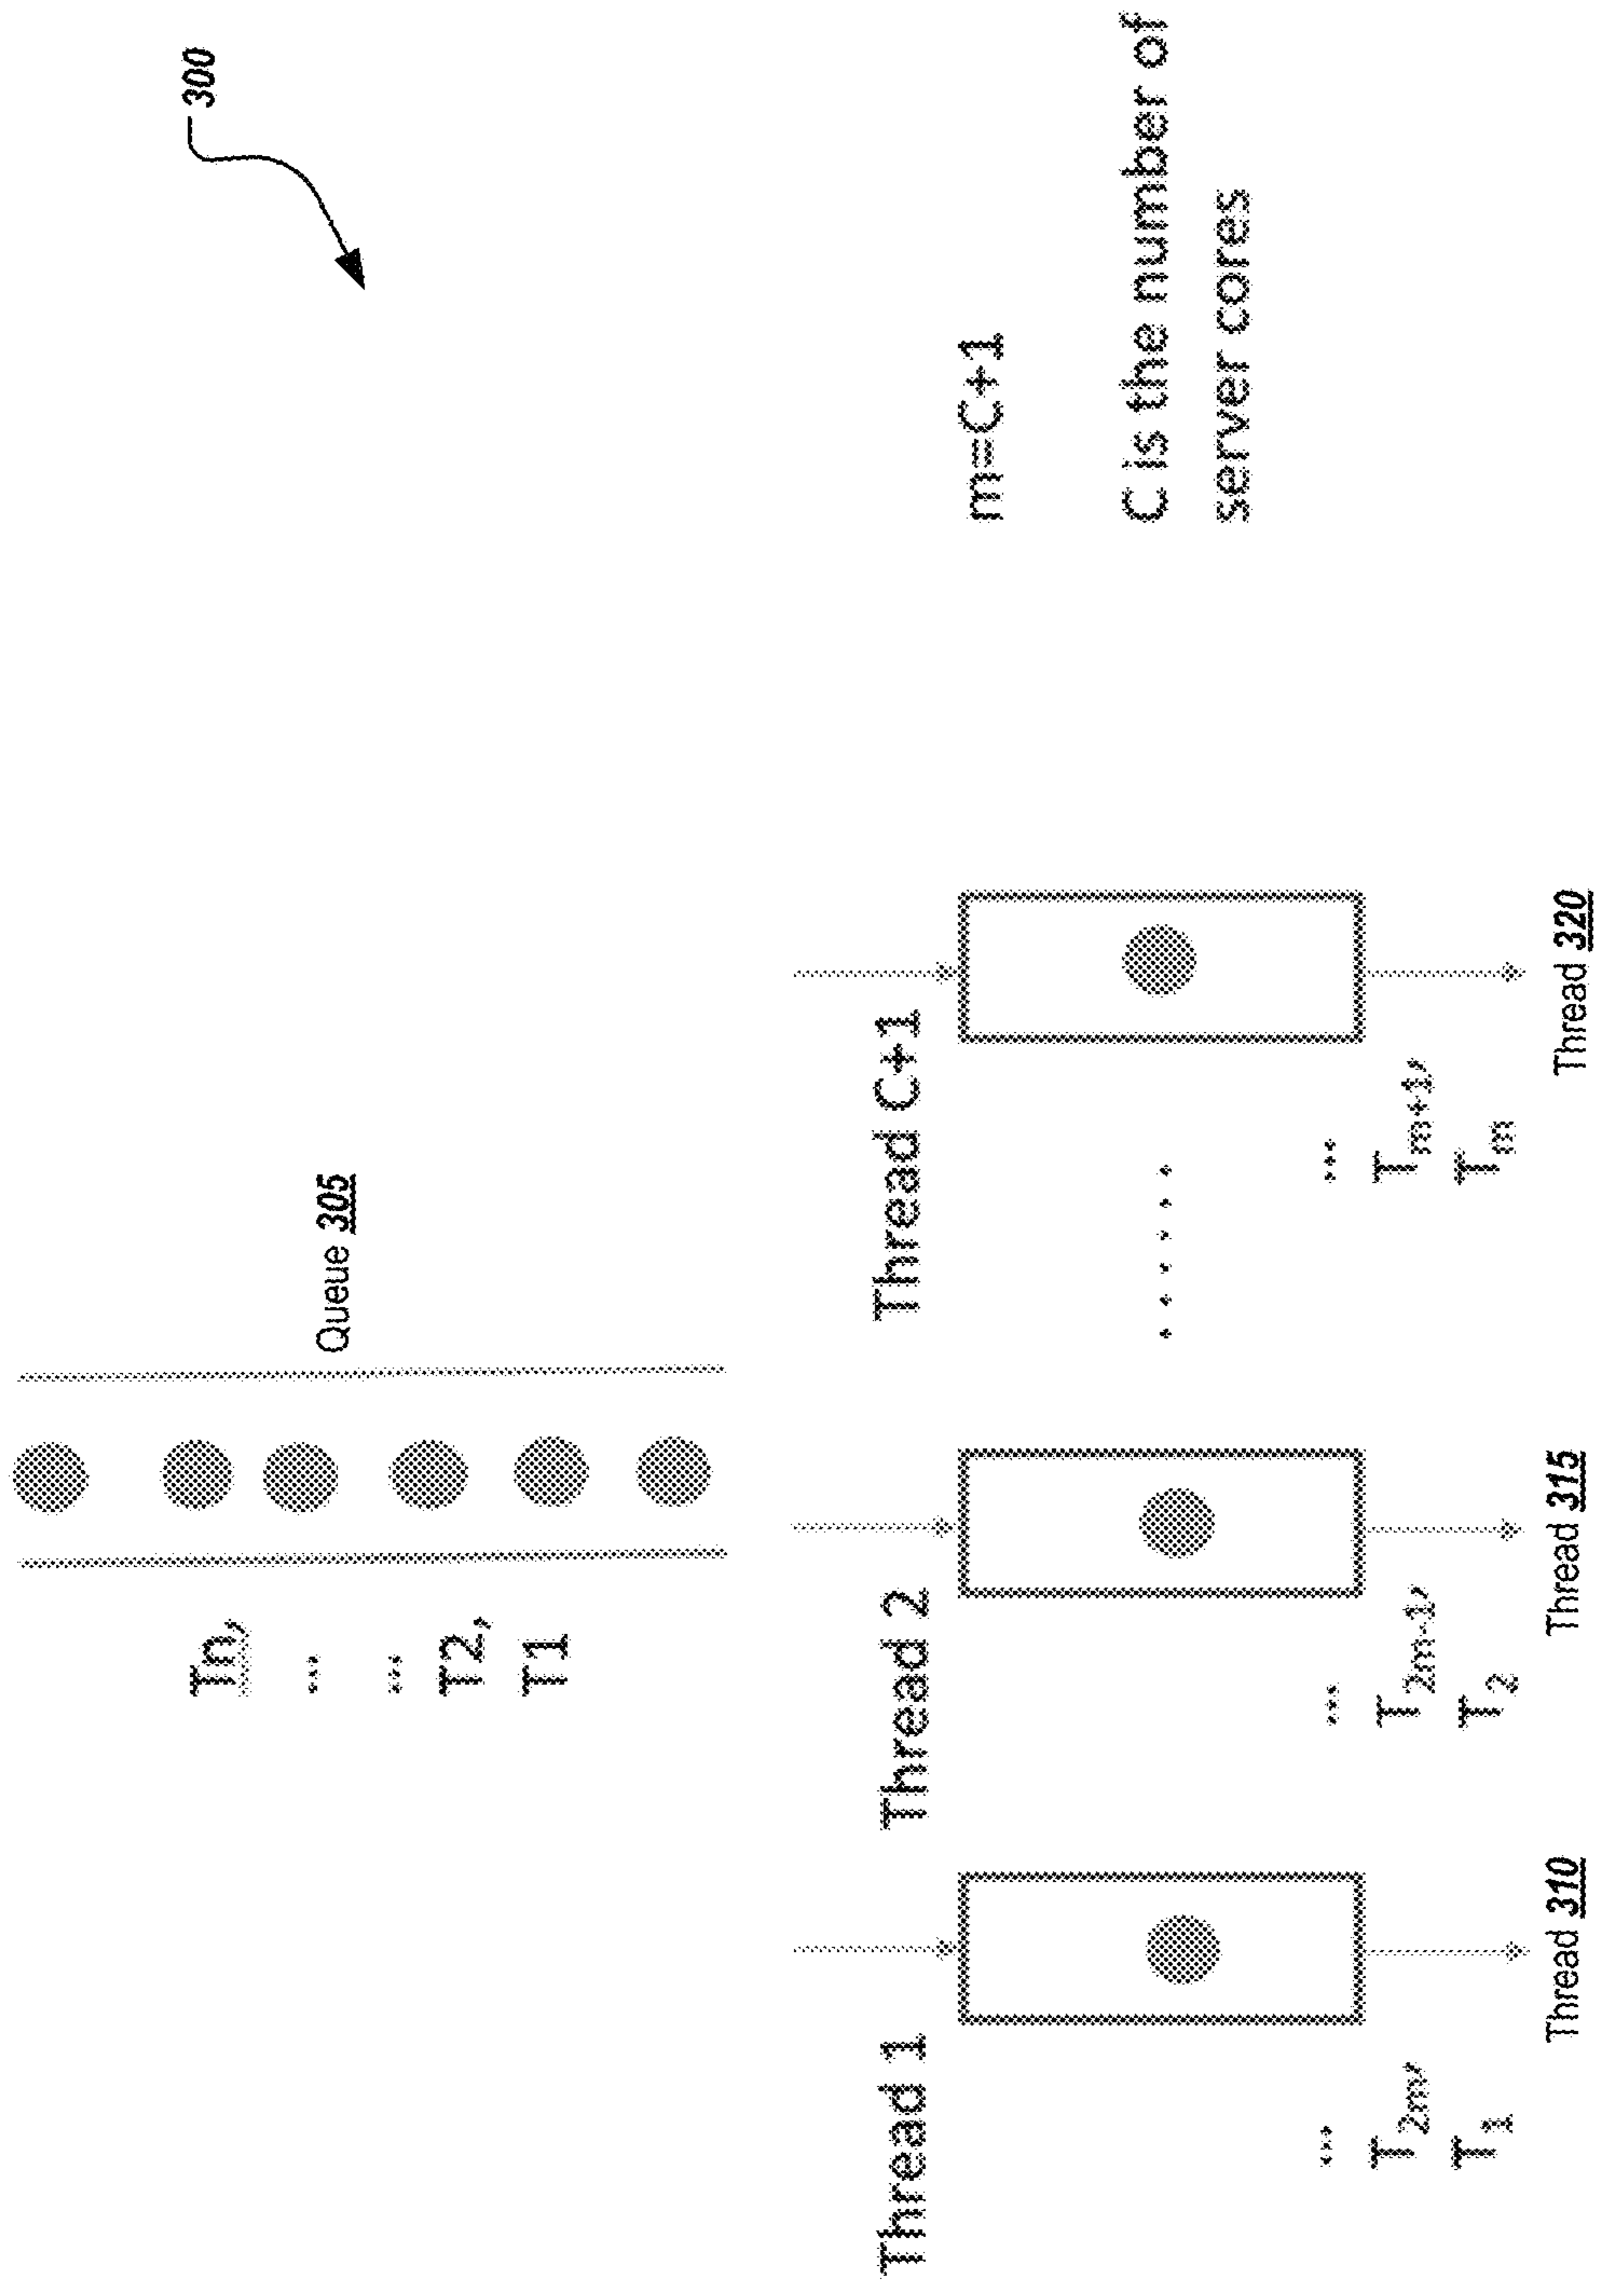 300
Queue 305
Tn,
...
...
T2,
T1
Thread 1
Thread 2
Thread C+1
m=C+1
C is the number of
server cores
......
...
T2m,
T1
...
T2m-1,
T2
...
Tm+1,
Tm
Thread 310
Thread 315
Thread 320